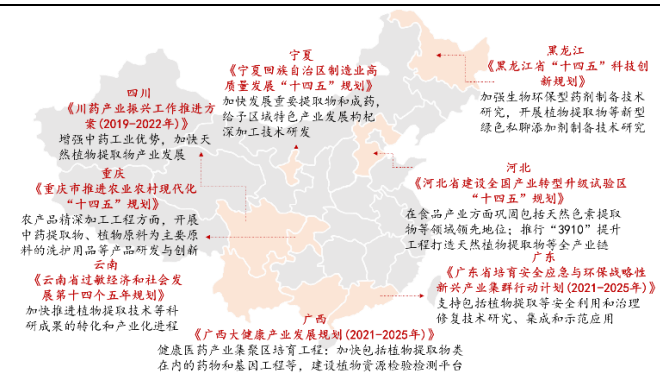 宁夏
《宁夏回族自治区制造业高
质量发展“十四五”规划》
加快发展重要提取物和成药,
给予区域特色产业发展枸杞
深加工技术研发
黑龙江
《黑龙江省“十四五”科技创
新规划》
加强生物环保型药剂制备技术
研究，开展植物提取物等新型
绿色私聊添加剂制备技术研究
四川
《川药产业振兴工作推进方
案(2019-2022年)》
增强中药工业优势，加快天
然植物提取物产业发展
重庆
《重庆市推进农业农村现代化
“十四五”规划》
农产品精深加工工程方面，开展
中药提取物、植物原料为主要原
料的洗护用品等产品研发与创新
河北
《河北省建设全国产业转型升级试验区
“十四五”规划》
在食品产业方面巩固包括天然色素提取
物等领域领先地位；推行“3910”提升
工程打造天然植物提取物等全产业链
云南
《云南省过敏经济和社会发
展第十四个五年规划》
加快推进植物提取技术等科
研成果的转化和产业化进程
广东
《广东省培育安全应急与环保战略性
新兴产业集群行动计划(2021-2025年)》
支持包括植物提取等安全利用和治理
修复技术研究、集成和示范应用
广西
《广西大健康产业发展规划(2021-2025年)》
健康医药产业集聚区培育工程；加快包括植物提取物类
在内的药物和基因工程等，建设植物资源检验检测平台